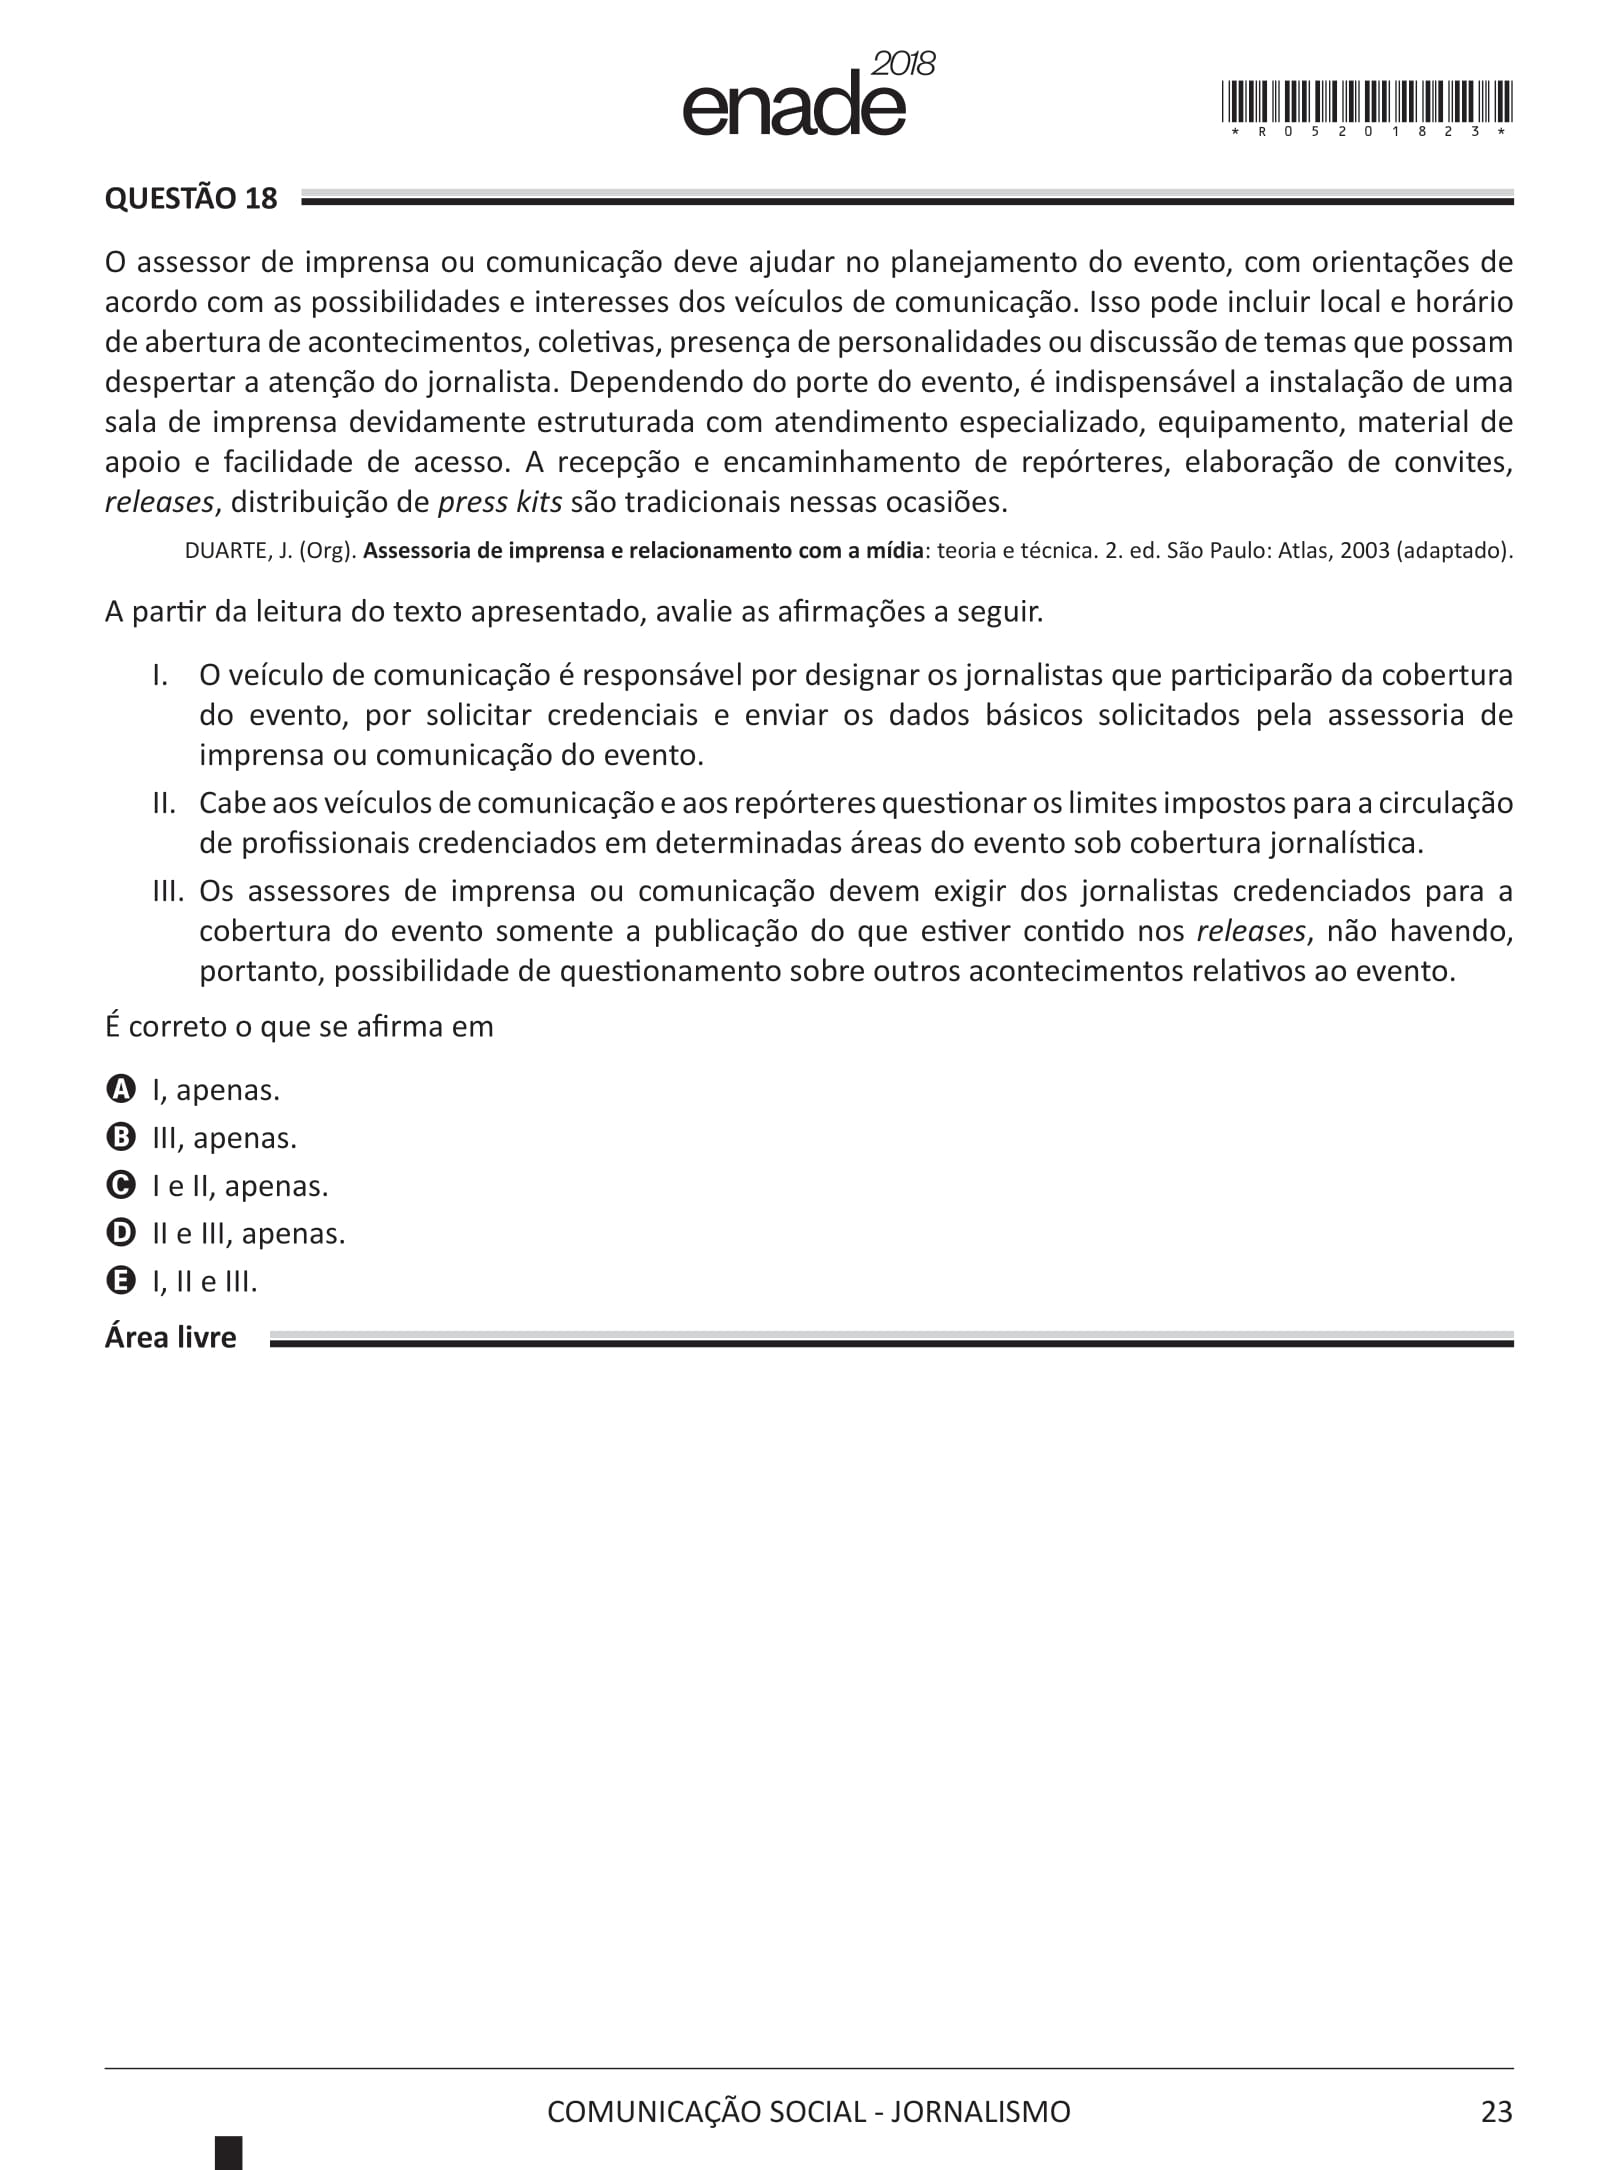 enade 2018
*R05201823*
QUESTÃO 18
O assessor de imprensa ou comunicação deve ajudar no planejamento do evento, com orientações de
acordo com as possibilidades e interesses dos veículos de comunicação. Isso pode incluir local e horário
de abertura de acontecimentos, coletivas, presença de personalidades ou discussão de temas que possam
despertar a atenção do jornalista. Dependendo do porte do evento, é indispensável a instalação de uma
sala de imprensa devidamente estruturada com atendimento especializado, equipamento, material de
apoio e facilidade de acesso. A recepção e encaminhamento de repórteres, elaboração de convites,
releases, distribuição de press kits são tradicionais nessas ocasiões.
DUARTE, J. (Org). Assessoria de imprensa e relacionamento com a mídia: teoria e técnica. 2. ed. São Paulo: Atlas, 2003 (adaptado).
A partir da leitura do texto apresentado, avalie as afirmações a seguir.
I. O veículo de comunicação é responsável por designar os jornalistas que participarão da cobertura
do evento, por solicitar credenciais e enviar os dados básicos solicitados pela assessoria de
imprensa ou comunicação do evento.
II. Cabe aos veículos de comunicação e aos repórteres questionar os limites impostos para a circulação
de profissionais credenciados em determinadas áreas do evento sob cobertura jornalística.
III. Os assessores de imprensa ou comunicação devem exigir dos jornalistas credenciados para a
cobertura do evento somente a publicação do que estiver contido nos releases, não havendo,
portanto, possibilidade de questionamento sobre outros acontecimentos relativos ao evento.
É correto o que se afirma em
A I, apenas.
B III, apenas.
C I e II, apenas.
D II e III, apenas.
E I, II e III.
Área livre
COMUNICAÇÃO SOCIAL - JORNALISMO 23